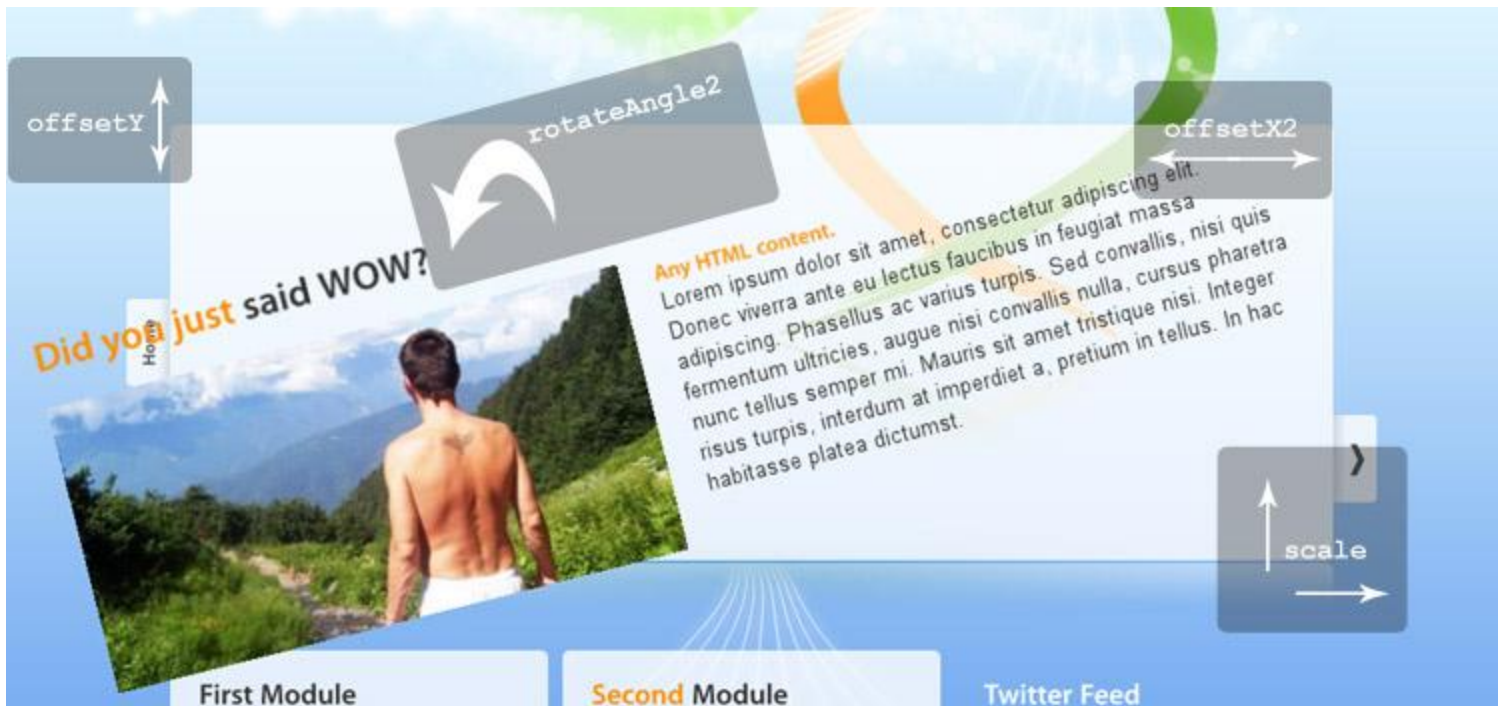 offsetY
rotateAngle2
offsetX2
Did you just said WOW?
Home
Any HTML content.
Lorem ipsum dolor sit amet, consectetur adipiscing elit.
Donec viverra ante eu lectus faucibus in feugiat massa
adipiscing. Phasellus ac varius turpis. Sed convallis, nisi quis
fermentum ultricies, augue nisi convallis nulla, cursus pharetra
nunc tellus semper mi. Mauris sit amet tristique nisi. Integer
risus turpis, interdum at imperdiet a, pretium in tellus. In hac
habitasse platea dictumst.
scale
First Module
Second Module
Twitter Feed